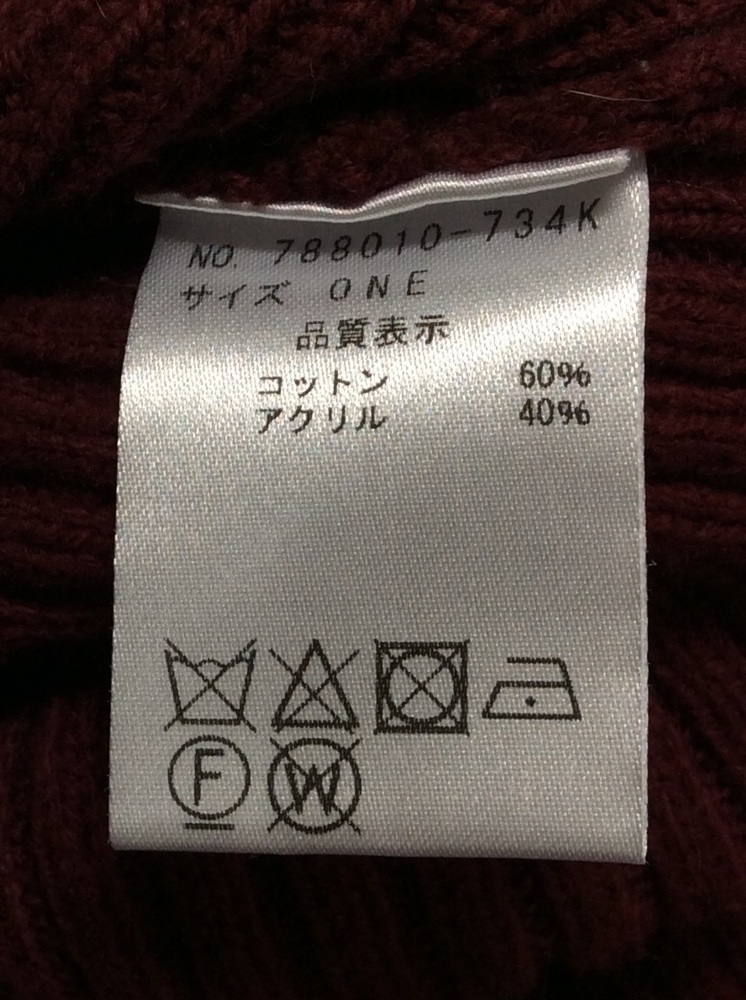 NO. 788010-734K
サイズ ONE
品質表示
コットン 60%
アクリル 40%
F W